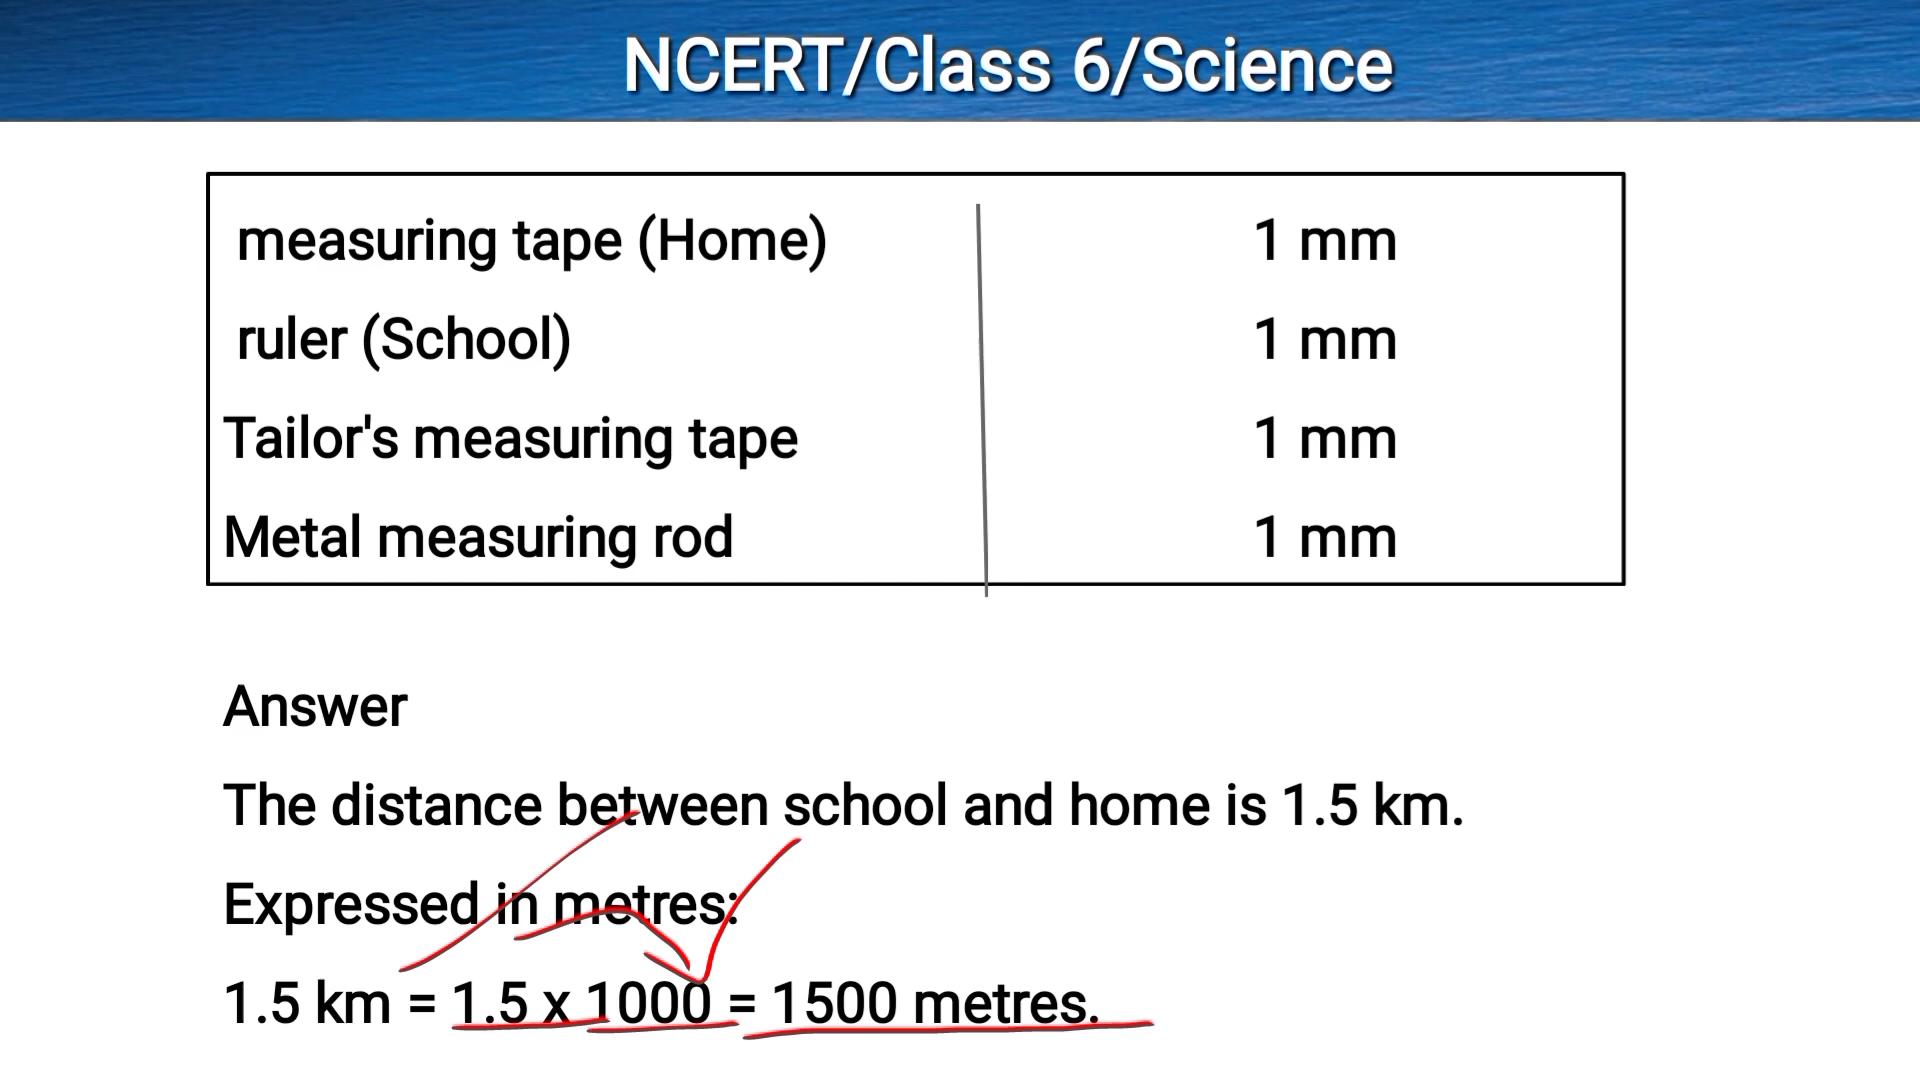 NCERT/Class 6/Science
measuring tape (Home) 1 mm
ruler (School) 1 mm
Tailor's measuring tape 1 mm
Metal measuring rod 1 mm
Answer
The distance between school and home is 1.5 km.
Expressed in metres:
1.5 km = 1.5 x 1000 = 1500 metres.